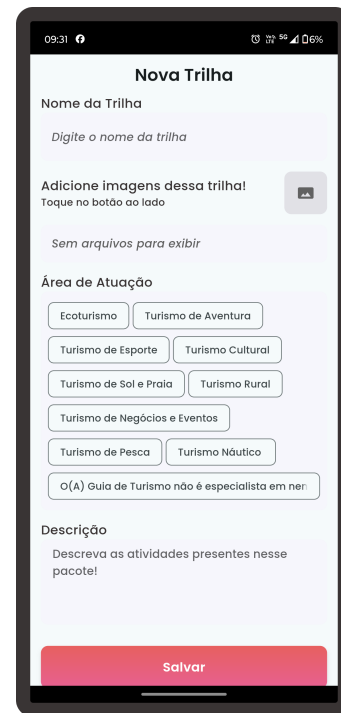 09:31 Vo)) LTE 5G 6%
Nova Trilha
Nome da Trilha
Digite o nome da trilha
Adicione imagens dessa trilha!
Toque no botão ao lado
Sem arquivos para exibir
Área de Atuação
Ecoturismo Turismo de Aventura
Turismo de Esporte Turismo Cultural
Turismo de Sol e Praia Turismo Rural
Turismo de Negócios e Eventos
Turismo de Pesca Turismo Náutico
O(A) Guia de Turismo não é especialista em nen
Descrição
Descreva as atividades presentes nesse
pacote!
Salvar